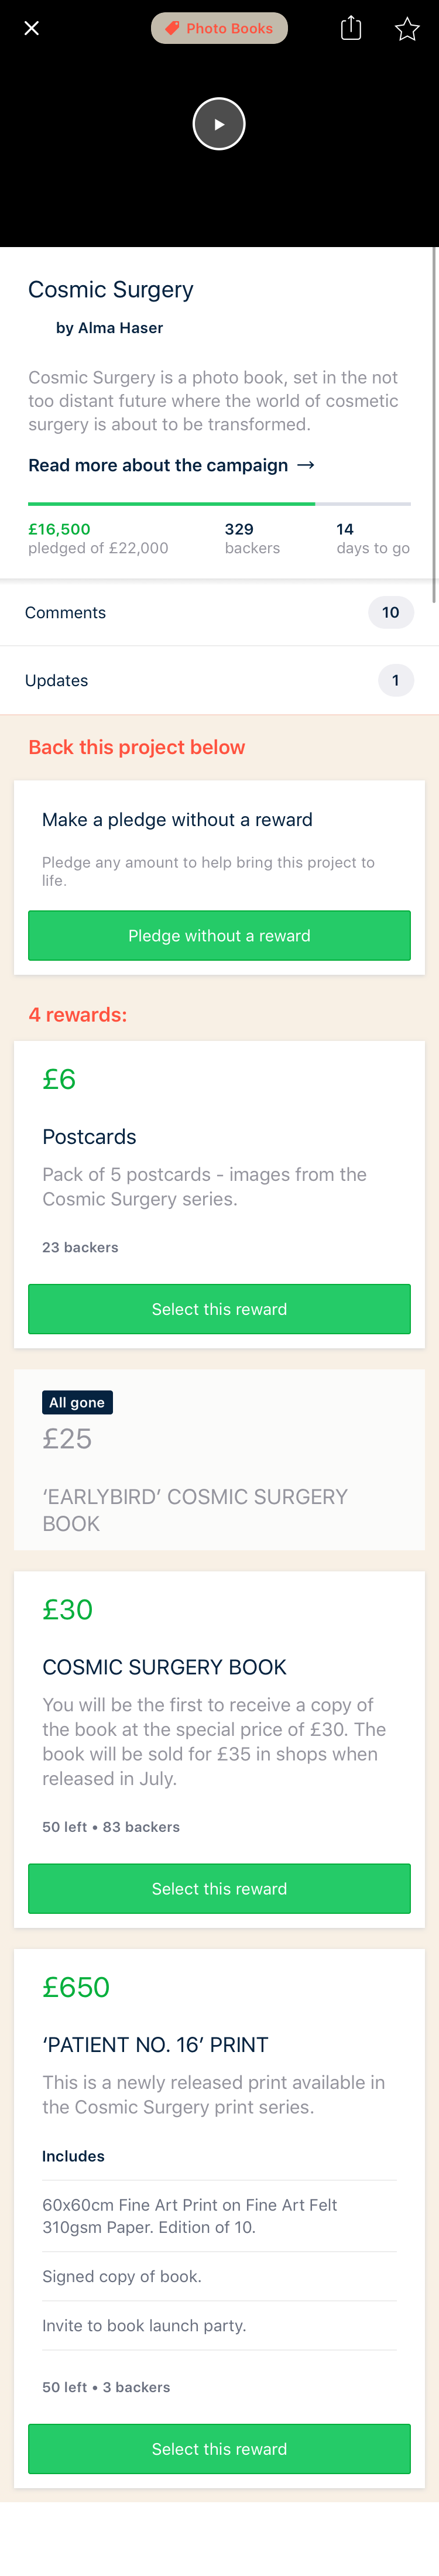 Photo Books
Cosmic Surgery
by Alma Haser
Cosmic Surgery is a photo book, set in the not
too distant future where the world of cosmetic
surgery is about to be transformed.
Read more about the campaign →
£16,500
pledged of £22,000
329
backers
14
days to go
Comments
10
Updates
1
Back this project below
Make a pledge without a reward
Pledge any amount to help bring this project to
life.
Pledge without a reward
4 rewards:
£6
Postcards
Pack of 5 postcards - images from the
Cosmic Surgery series.
23 backers
Select this reward
All gone
£25
‘EARLYBIRD’ COSMIC SURGERY
BOOK
£30
COSMIC SURGERY BOOK
You will be the first to receive a copy of
the book at the special price of £30. The
book will be sold for £35 in shops when
released in July.
50 left • 83 backers
Select this reward
£650
‘PATIENT NO. 16’ PRINT
This is a newly released print available in
the Cosmic Surgery print series.
Includes
60x60cm Fine Art Print on Fine Art Felt
310gsm Paper. Edition of 10.
Signed copy of book.
Invite to book launch party.
50 left • 3 backers
Select this reward